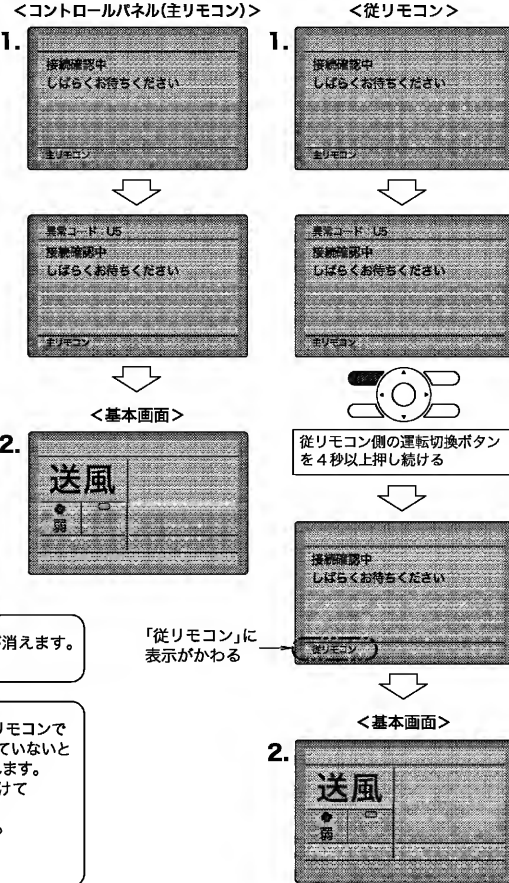 <コントロールパネル(主リモコン)>
1.
接続確認中
しばらくお待ちください
主リモコン
異常コード：U5
接続確認中
しばらくお待ちください
主リモコン
<基本画面>
2.
送風
弱
が消えます。
リモコンで
ていないと
します。
けて
<従リモコン>
1.
接続確認中
しばらくお待ちください
主リモコン
異常コード：U5
接続確認中
しばらくお待ちください
主リモコン
従リモコン側の運転切換ボタン
を４秒以上押し続ける
接続確認中
しばらくお待ちください
従リモコン
「従リモコン」に
表示がかわる
<基本画面>
2.
送風
弱